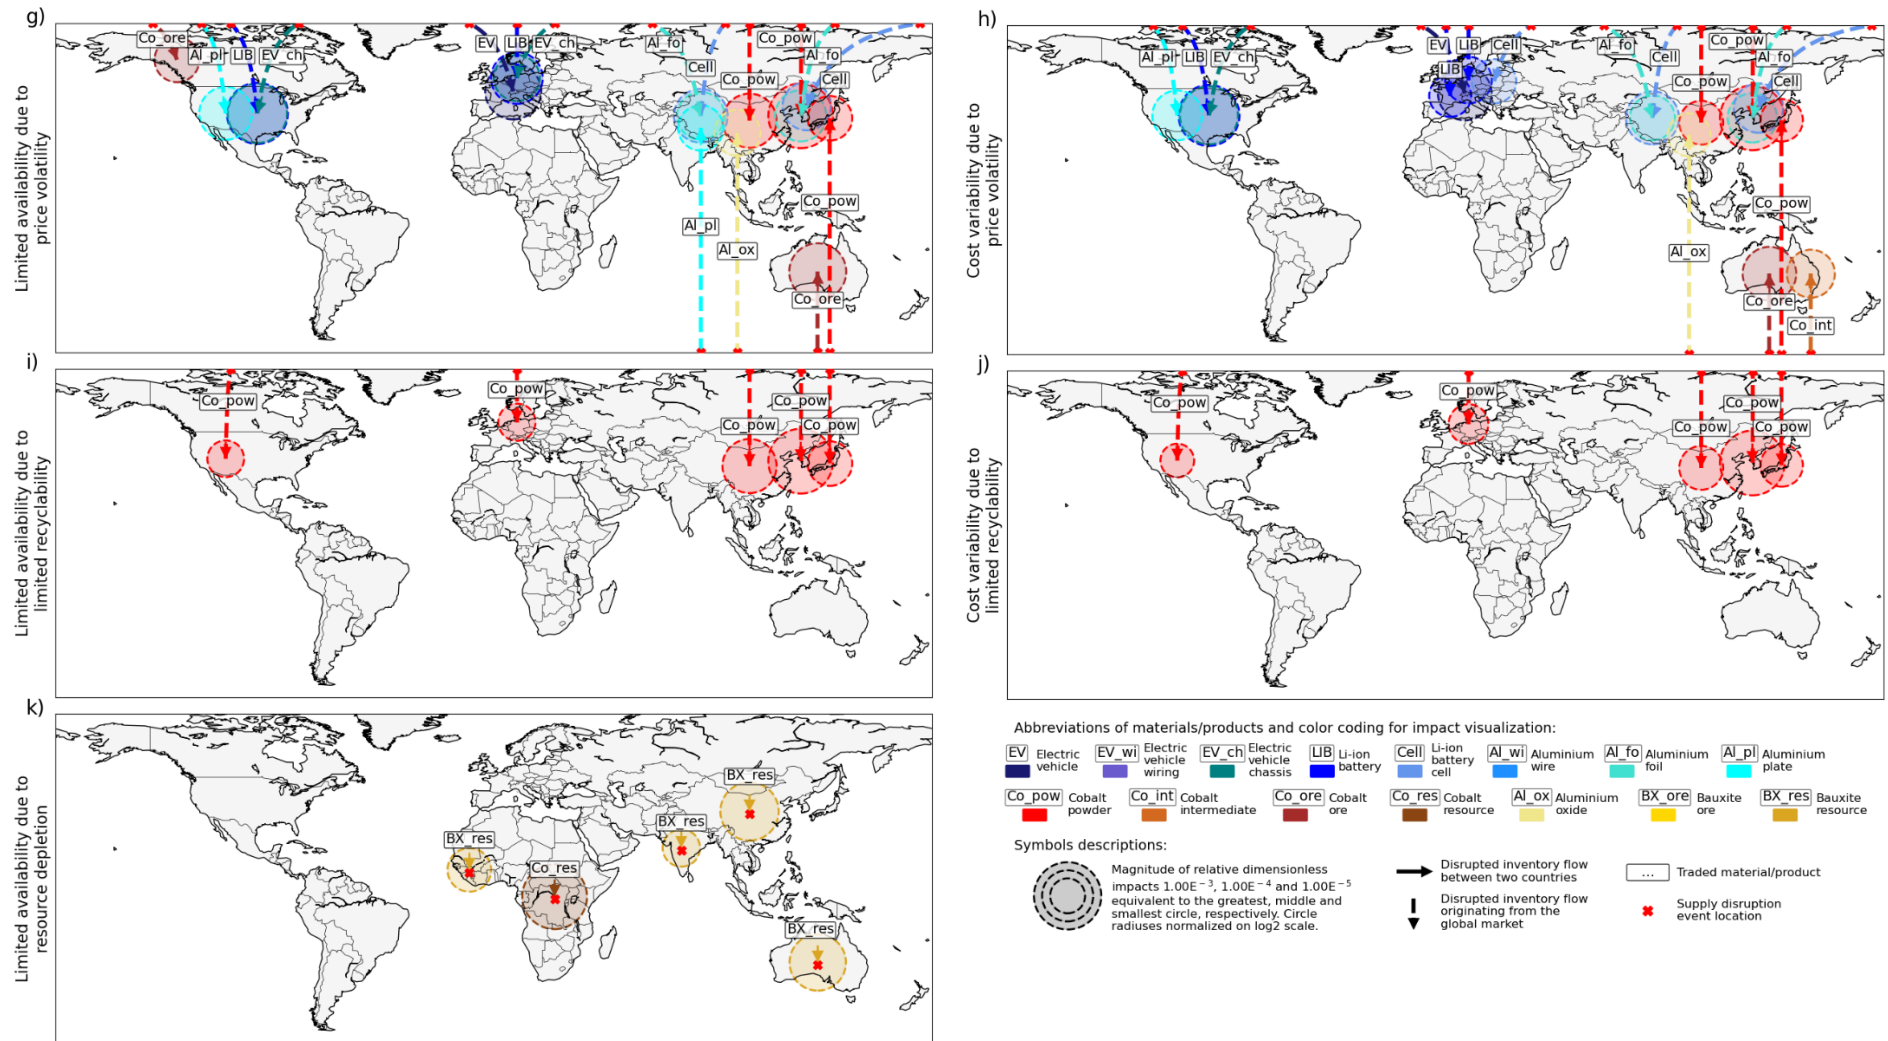 g)
Limited availability due to
price volatility
Co_ore
Al_pl
LIB
EV_ch
EV
LIB
EV_ch
Al_fo
Cell
Co_pow
Co_pow
Al_fo
Cell
Co_pow
Al_pl
Al_ox
Co_ore
h)
Cost variability due to
price volatility
Al_pl
LIB
EV_ch
EV
LIB
Cell
LIB
Al_fo
Cell
Co_pow
Co_pow
Al_fo
Cell
Co_pow
Al_ox
Co_ore
Co_int
i)
Limited availability due to
limited recyclability
Co_pow
Co_pow
Co_pow
Co_pow
Co_pow
j)
Cost variability due to
limited recyclability
Co_pow
Co_pow
Co_pow
Co_pow
Co_pow
k)
Limited availability due to
resource depletion
BX_res
BX_res
BX_res
Co_res
BX_res
Abbreviations of materials/products and color coding for impact visualization:
EV Electric vehicle
EV_wi Electric vehicle wiring
EV_ch Electric vehicle chassis
LIB Li-ion battery
Cell Li-ion battery cell
Al_wi Aluminium wire
Al_fo Aluminium foil
Al_pl Aluminium plate
Co_pow Cobalt powder
Co_int Cobalt intermediate
Co_ore Cobalt ore
Co_res Cobalt resource
Al_ox Aluminium oxide
BX_ore Bauxite ore
BX_res Bauxite resource
Symbols descriptions:
Magnitude of relative dimensionless
impacts 1.00E⁻³, 1.00E⁻⁴ and 1.00E⁻⁵
equivalent to the greatest, middle and
smallest circle, respectively. Circle
radiuses normalized on log2 scale.
Disrupted inventory flow
between two countries
Disrupted inventory flow
originating from the
global market
... Traded material/product
Supply disruption
event location